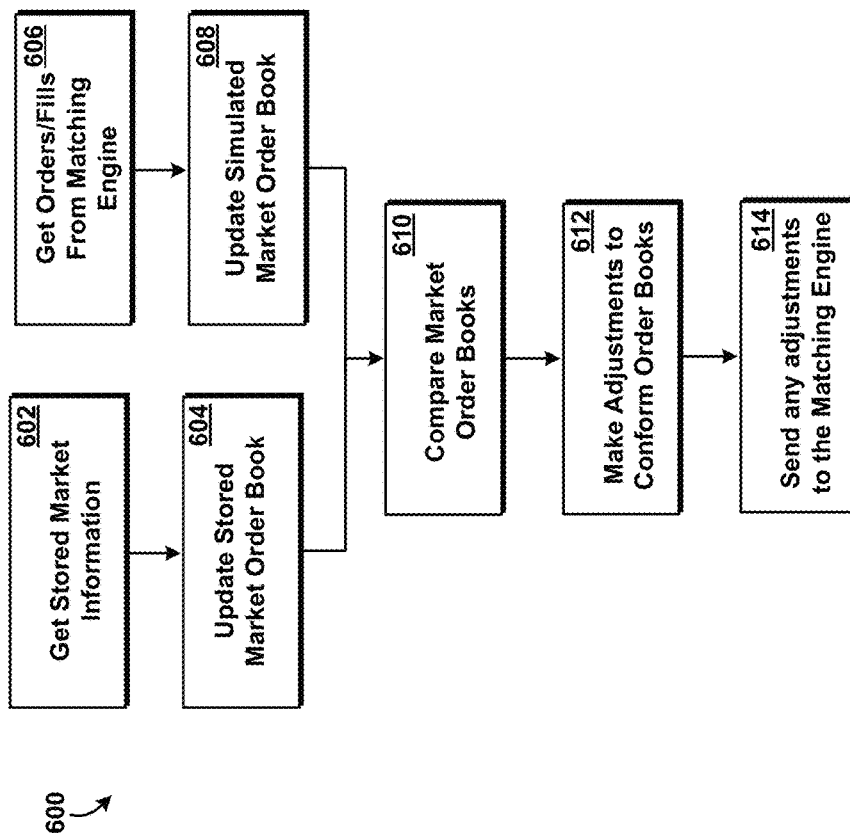 600
602
Get Stored Market
Information
604
Update Stored
Market Order Book
606
Get Orders/Fills
From Matching
Engine
608
Update Simulated
Market Order Book
610
Compare Market
Order Books
612
Make Adjustments to
Conform Order Books
614
Send any adjustments
to the Matching Engine